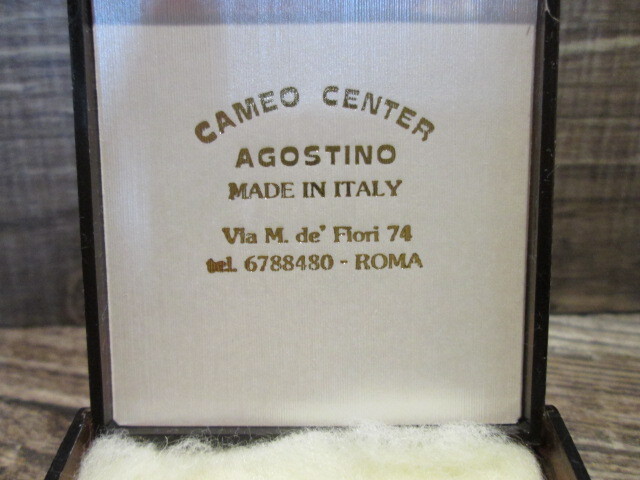 CAMEO CENTER
AGOSTINO
MADE IN ITALY
Via M. de' Fiori 74
tel. 6788480 - ROMA